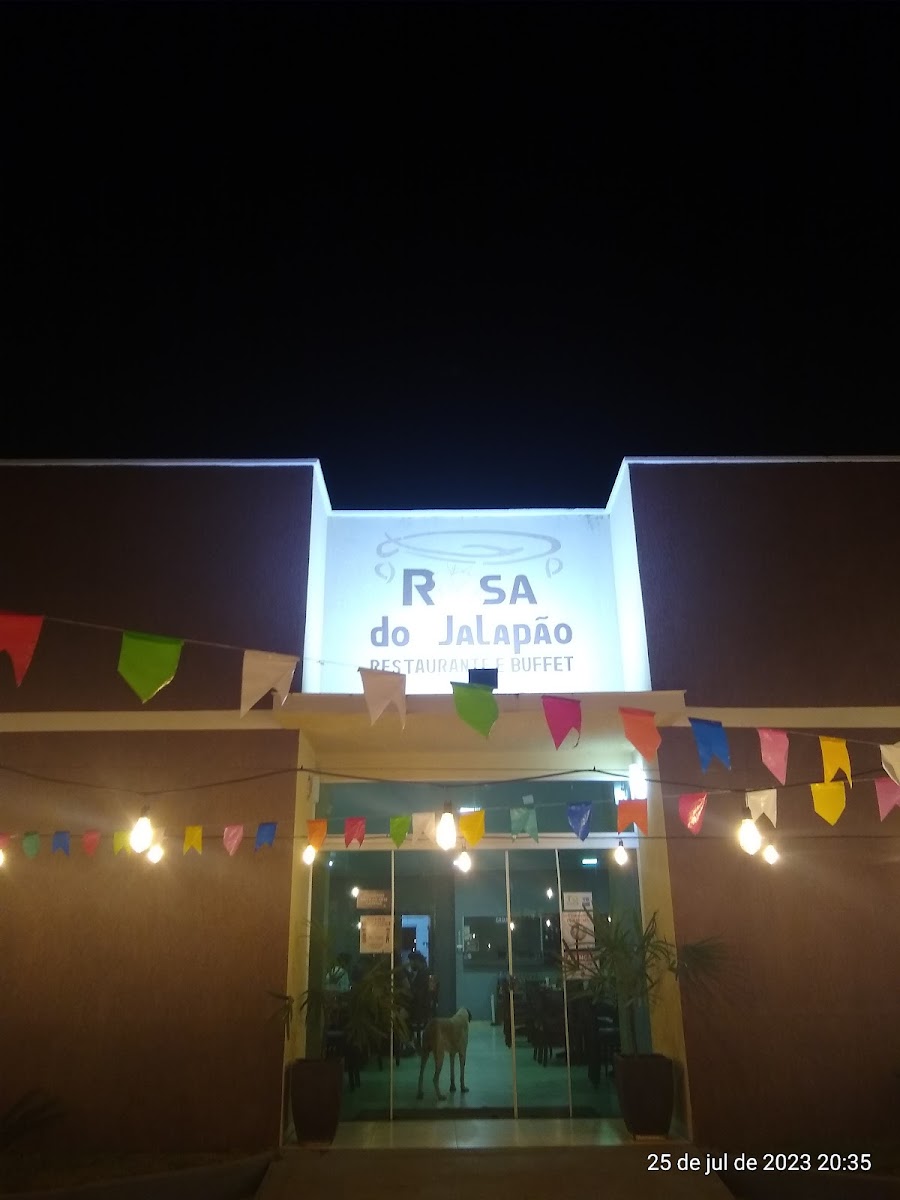 ROSA
do JaLapão
RESTAURANTE E BUFFET
25 de jul de 2023 20:35